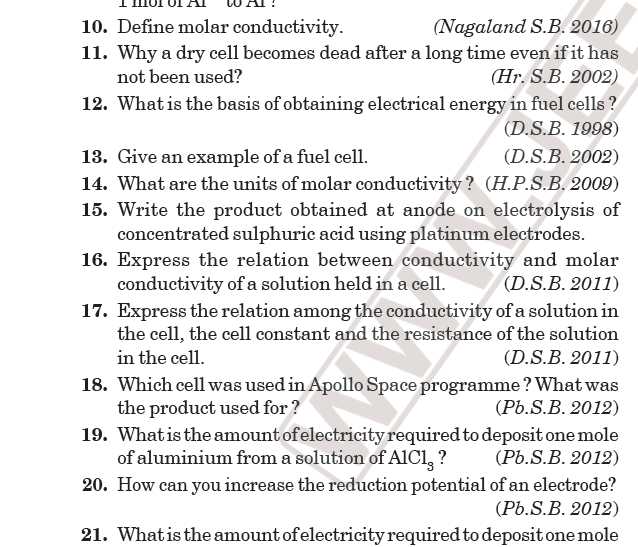 1 mol of Al to Al ?
10. Define molar conductivity. (Nagaland S.B. 2016)
11. Why a dry cell becomes dead after a long time even if it has
not been used? (Hr. S.B. 2002)
12. What is the basis of obtaining electrical energy in fuel cells ?
(D.S.B. 1998)
13. Give an example of a fuel cell. (D.S.B. 2002)
14. What are the units of molar conductivity ? (H.P.S.B. 2009)
15. Write the product obtained at anode on electrolysis of
concentrated sulphuric acid using platinum electrodes.
16. Express the relation between conductivity and molar
conductivity of a solution held in a cell. (D.S.B. 2011)
17. Express the relation among the conductivity of a solution in
the cell, the cell constant and the resistance of the solution
in the cell. (D.S.B. 2011)
18. Which cell was used in Apollo Space programme ? What was
the product used for ? (Pb.S.B. 2012)
19. What is the amount of electricity required to deposit one mole
of aluminium from a solution of AlCl₃ ? (Pb.S.B. 2012)
20. How can you increase the reduction potential of an electrode?
(Pb.S.B. 2012)
21. What is the amount of electricity required to deposit one mole
WWW.JEE